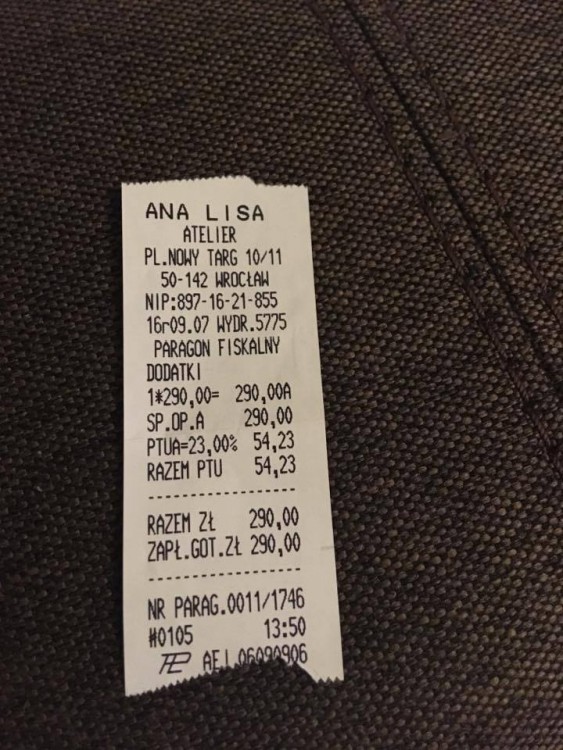 ANA LISA
ATELIER
PL.NOWY TARG 10/11
50-142 WROCŁAW
NIP:897-16-21-855
16r09.07 WYDR.5775
PARAGON FISKALNY
DODATKI
1*290,00= 290,00A
SP.OP.A 290,00
PTUA=23,00% 54,23
RAZEM PTU 54,23
--------------------
RAZEM ZŁ 290,00
ZAPŁ.GOT.ZŁ 290,00
--------------------
NR PARAG.0011/1746
#0105 13:50
AEI 06090906